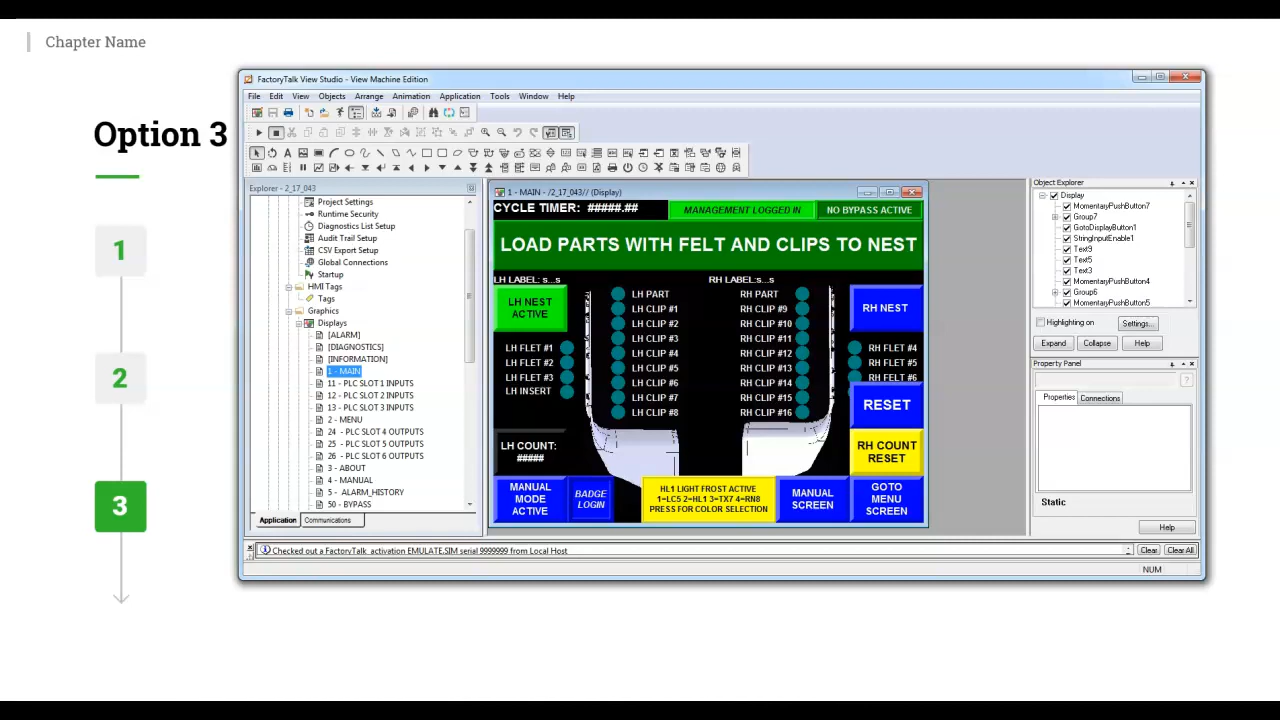 Chapter Name
Option 3
1
2
3
FactoryTalk View Studio - View Machine Edition
File Edit View Objects Arrange Animation Application Tools Window Help
Explorer - 2_17_043
Project Settings
Runtime Security
Diagnostics List Setup
Audit Trail Setup
CSV Export Setup
Global Connections
Startup
HMI Tags
Tags
Graphics
Displays
[ALARM]
[DIAGNOSTICS]
[INFORMATION]
1 - MAIN
11 - PLC SLOT 1 INPUTS
12 - PLC SLOT 2 INPUTS
13 - PLC SLOT 3 INPUTS
2 - MENU
24 - PLC SLOT 4 OUTPUTS
25 - PLC SLOT 5 OUTPUTS
26 - PLC SLOT 6 OUTPUTS
3 - ABOUT
4 - MANUAL
5 - ALARM_HISTORY
50 - BYPASS
Application Communications
1 - MAIN - /2_17_043// (Display)
CYCLE TIMER: #####.##
MANAGEMENT LOGGED IN
NO BYPASS ACTIVE
LOAD PARTS WITH FELT AND CLIPS TO NEST
LH LABEL: s...s
RH LABEL:s...s
LH NEST
ACTIVE
LH FLET #1
LH FLET #2
LH FLET #3
LH INSERT
LH PART
LH CLIP #1
LH CLIP #2
LH CLIP #3
LH CLIP #4
LH CLIP #5
LH CLIP #6
LH CLIP #7
LH CLIP #8
RH PART
RH CLIP #9
RH CLIP #10
RH CLIP #11
RH CLIP #12
RH CLIP #13
RH CLIP #14
RH CLIP #15
RH CLIP #16
RH NEST
RH FLET #4
RH FLET #5
RH FLET #6
RESET
LH COUNT:
#####
RH COUNT
RESET
MANUAL
MODE
ACTIVE
BADGE
LOGIN
HL1 LIGHT FROST ACTIVE
1=LC5 2=HL1 3=TX7 4=RN8
PRESS FOR COLOR SELECTION
MANUAL
SCREEN
GOTO
MENU
SCREEN
Object Explorer
Display
MomentaryPushButton7
Group7
GotoDisplayButton1
StringInputEnable1
Text9
Text5
Text3
MomentaryPushButton4
Group6
MomentaryPushButton5
Highlighting on Settings...
Expand Collapse Help
Property Panel
?
Properties Connections
Static
Help
Checked out a FactoryTalk activation EMULATE.SIM serial 9999999 from Local Host
Clear Clear All
NUM